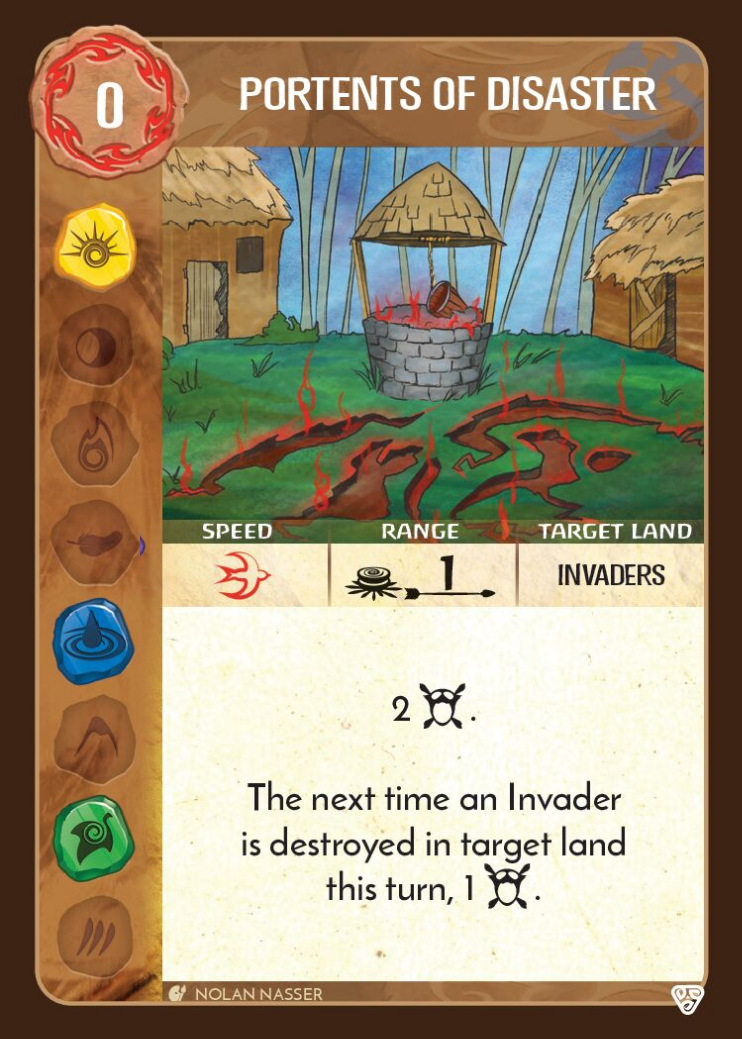 0
PORTENTS OF DISASTER
SPEED RANGE TARGET LAND
1 INVADERS
2 .
The next time an Invader
is destroyed in target land
this turn, 1 .
NOLAN NASSER